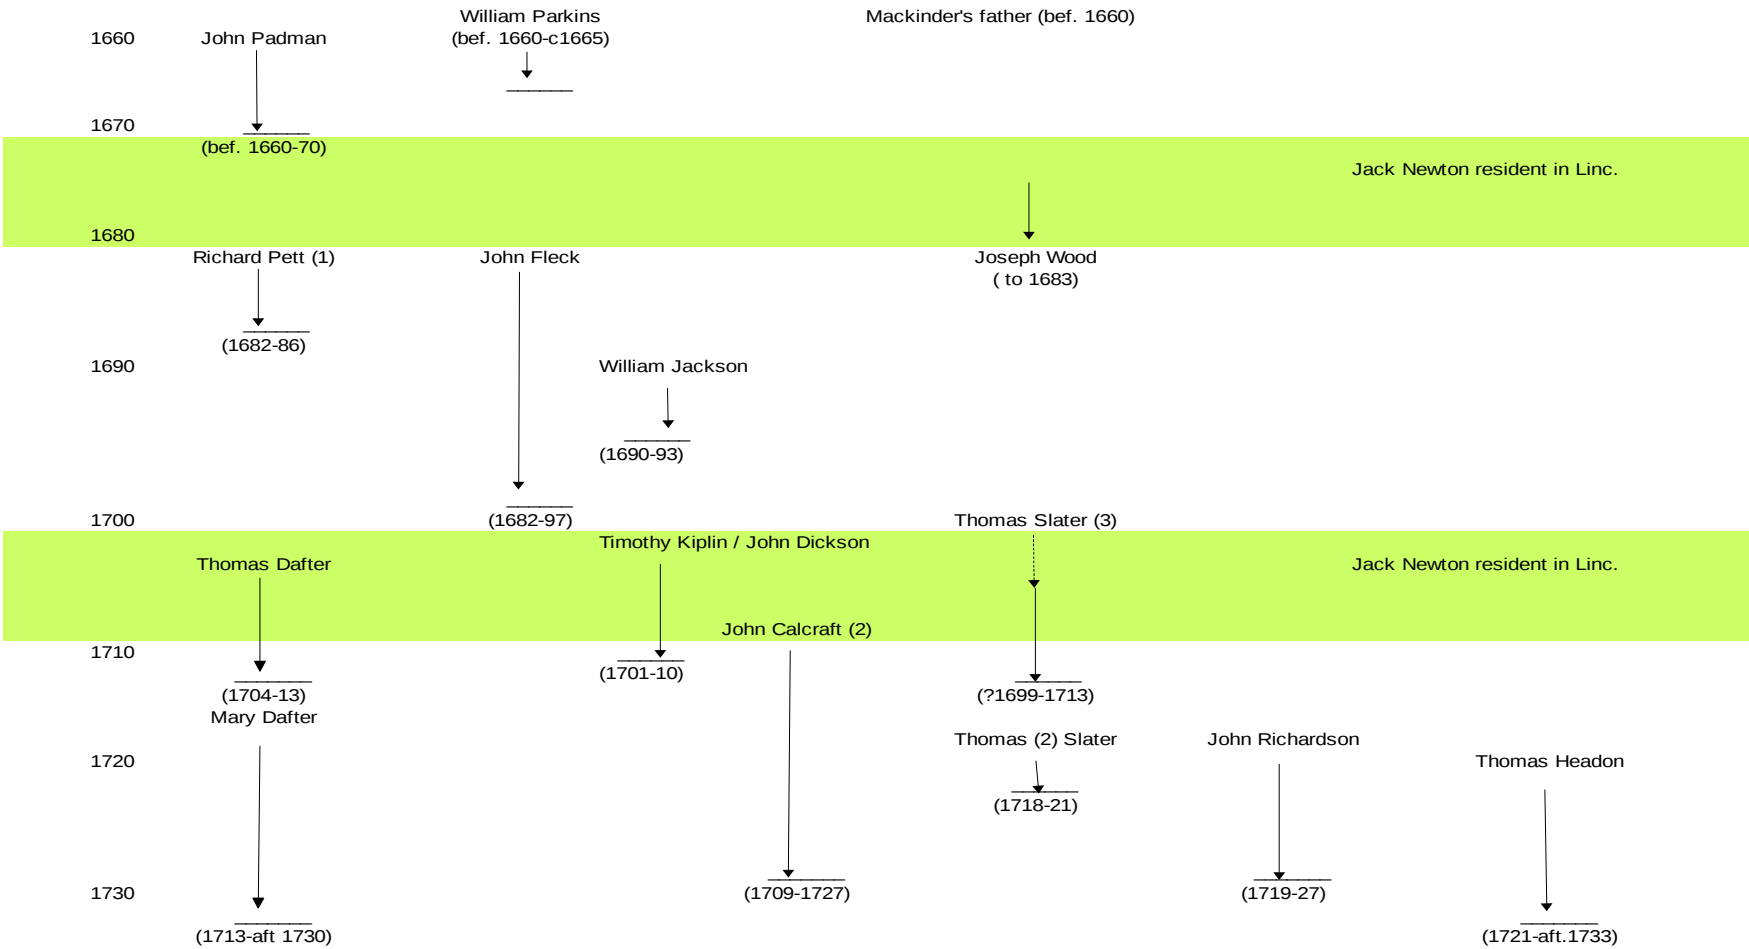 William Parkins
Mackinder's father (bef. 1660)
1660
John Padman
(bef. 1660-c1665)
1670
(bef. 1660-70)
Jack Newton resident in Linc.
1680
Richard Pett (1)
John Fleck
Joseph Wood
( to 1683)
(1682-86)
1690
William Jackson
(1690-93)
1700
(1682-97)
Thomas Slater (3)
Timothy Kiplin / John Dickson
Thomas Dafter
Jack Newton resident in Linc.
John Calcraft (2)
1710
(1701-10)
(1704-13)
(?1699-1713)
Mary Dafter
Thomas (2) Slater
John Richardson
1720
Thomas Headon
(1718-21)
1730
(1709-1727)
(1719-27)
(1713-aft 1730)
(1721-aft.1733)